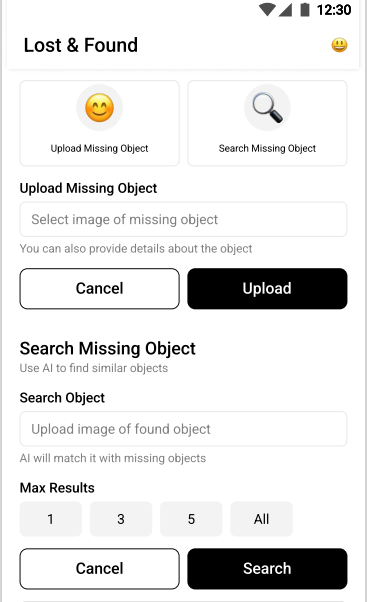 12:30
Lost & Found
Upload Missing Object
Search Missing Object
Upload Missing Object
Select image of missing object
You can also provide details about the object
Cancel
Upload
Search Missing Object
Use AI to find similar objects
Search Object
Upload image of found object
AI will match it with missing objects
Max Results
1
3
5
All
Cancel
Search